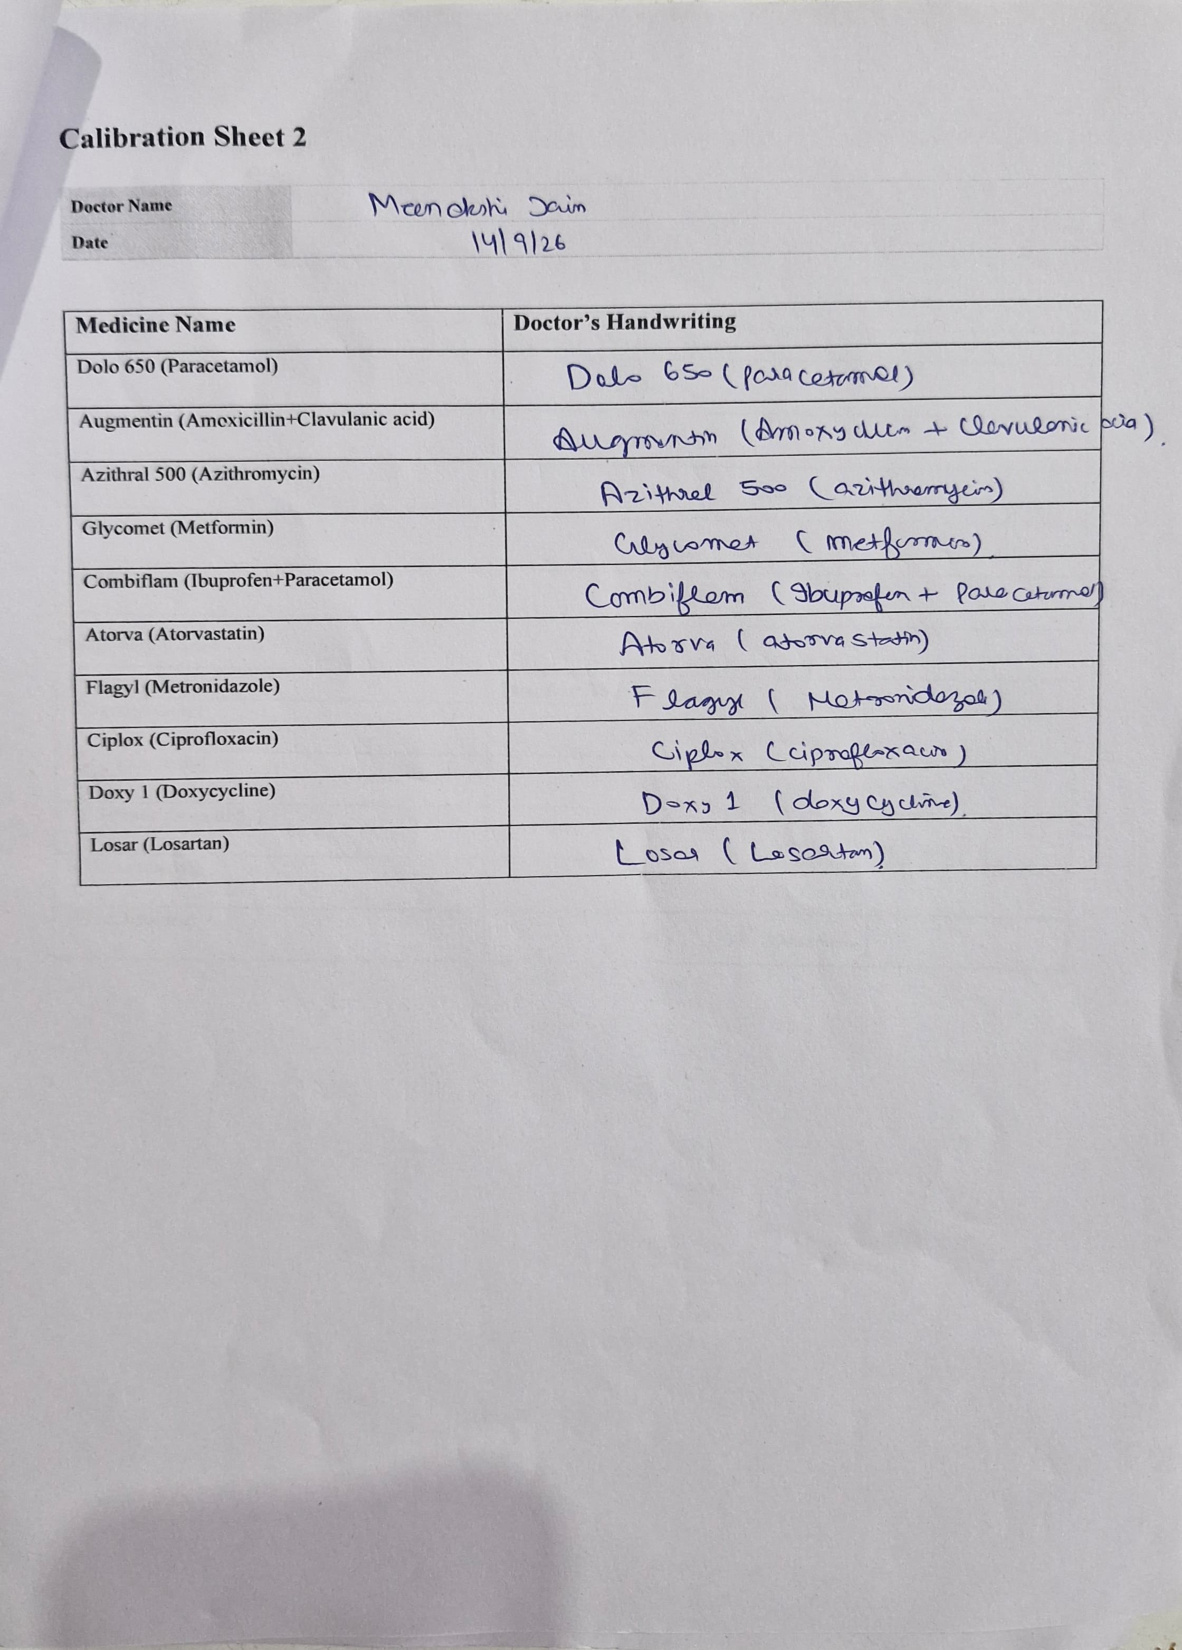 Calibration Sheet 2
Doctor Name Meenakshi Jain
Date 14/9/26
Medicine Name Doctor's Handwriting
Dolo 650 (Paracetamol) Dolo 650 (Paracetamol)
Augmentin (Amoxicillin+Clavulanic acid) Augmentin (Amoxycillin + Clavulanic acid).
Azithral 500 (Azithromycin) Azithral 500 (azithromycin)
Glycomet (Metformin) Glycomet (Metformin)
Combiflam (Ibuprofen+Paracetamol) Combiflam (Ibuprofen + Paracetamol)
Atorva (Atorvastatin) Atorva (atorvastatin)
Flagyl (Metronidazole) Flagyl (Metronidazole)
Ciplox (Ciprofloxacin) Ciplox (ciprofloxacin)
Doxy 1 (Doxycycline) Doxy 1 (doxycycline)
Losar (Losartan) Losar (Losartan)